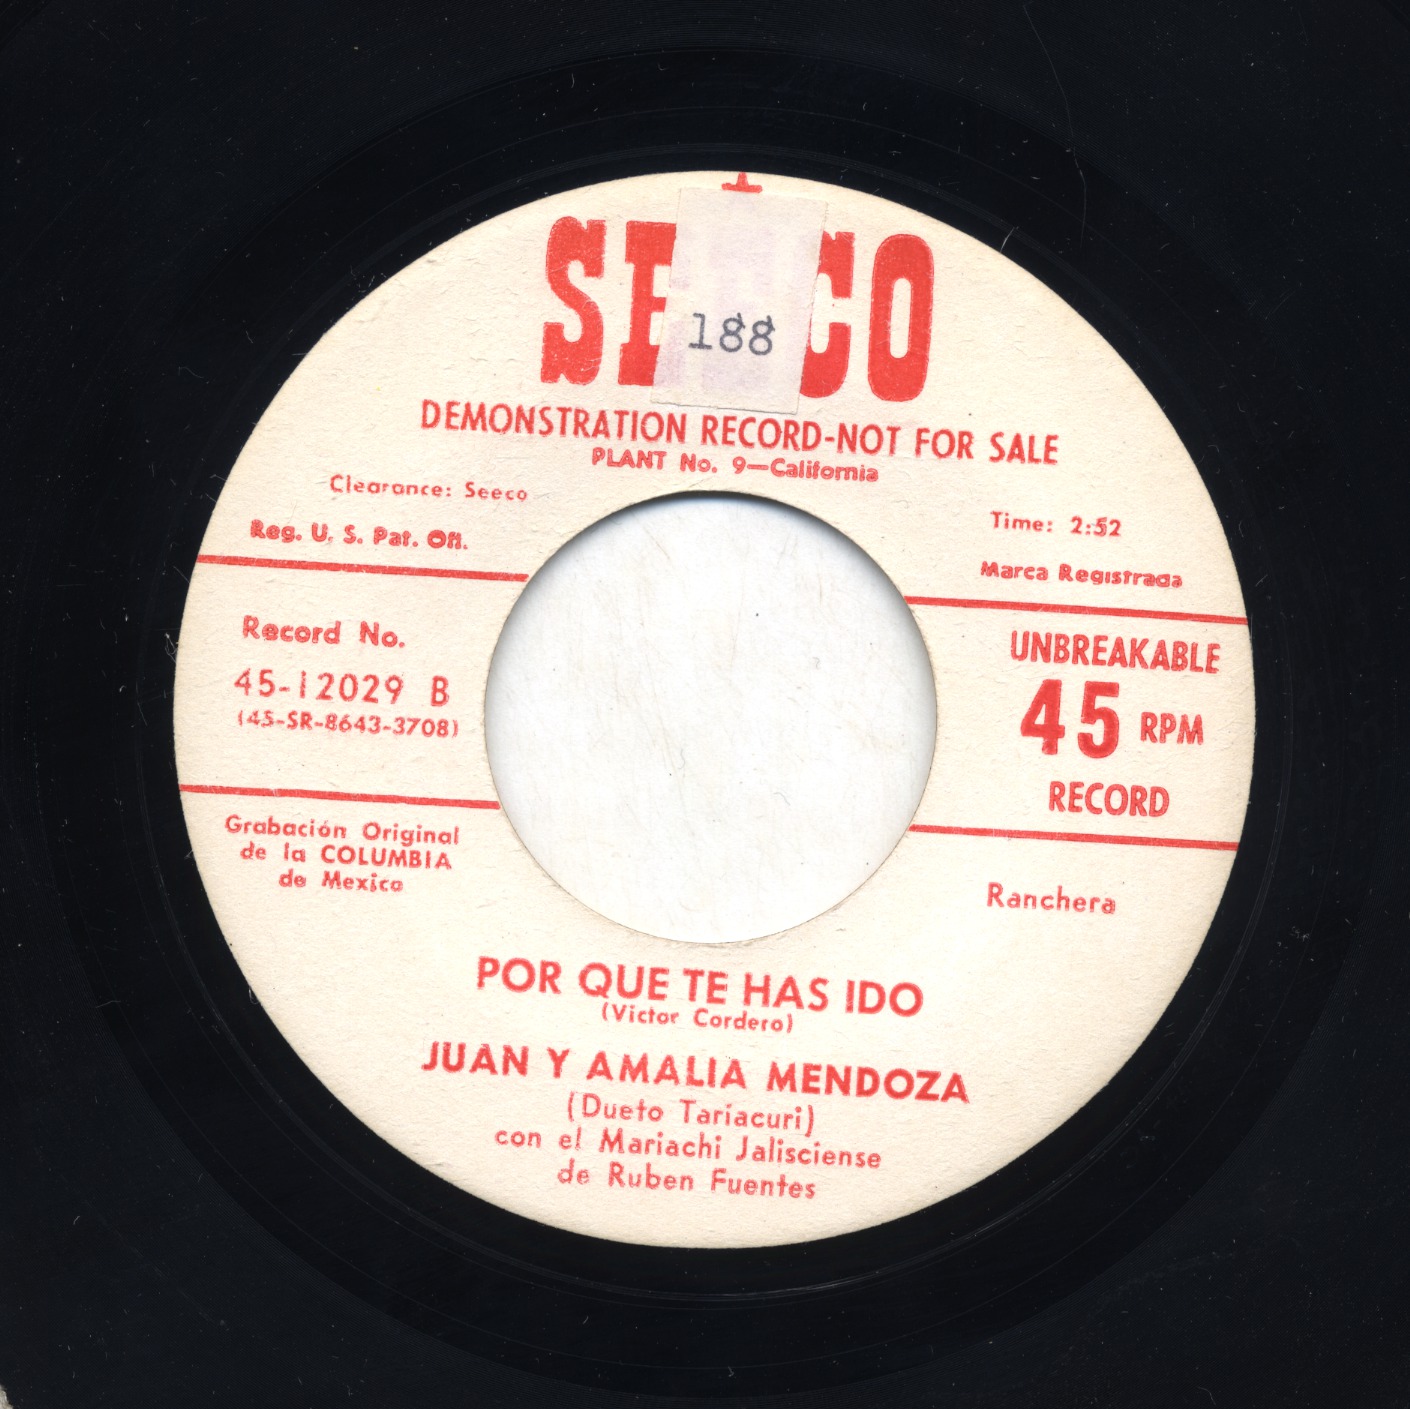 SEECO
188
DEMONSTRATION RECORD-NOT FOR SALE
PLANT No. 9—California
Clearance: Seeco
Reg. U. S. Pat. Off.
Time: 2:52
Marca Registrada
Record No.
45-12029 B
(45-SR-8643-3708)
UNBREAKABLE
45 RPM
RECORD
Grabación Original
de la COLUMBIA
de Mexico
Ranchera
POR QUE TE HAS IDO
(Victor Cordero)
JUAN Y AMALIA MENDOZA
(Dueto Tariacuri)
con el Mariachi Jalisciense
de Ruben Fuentes